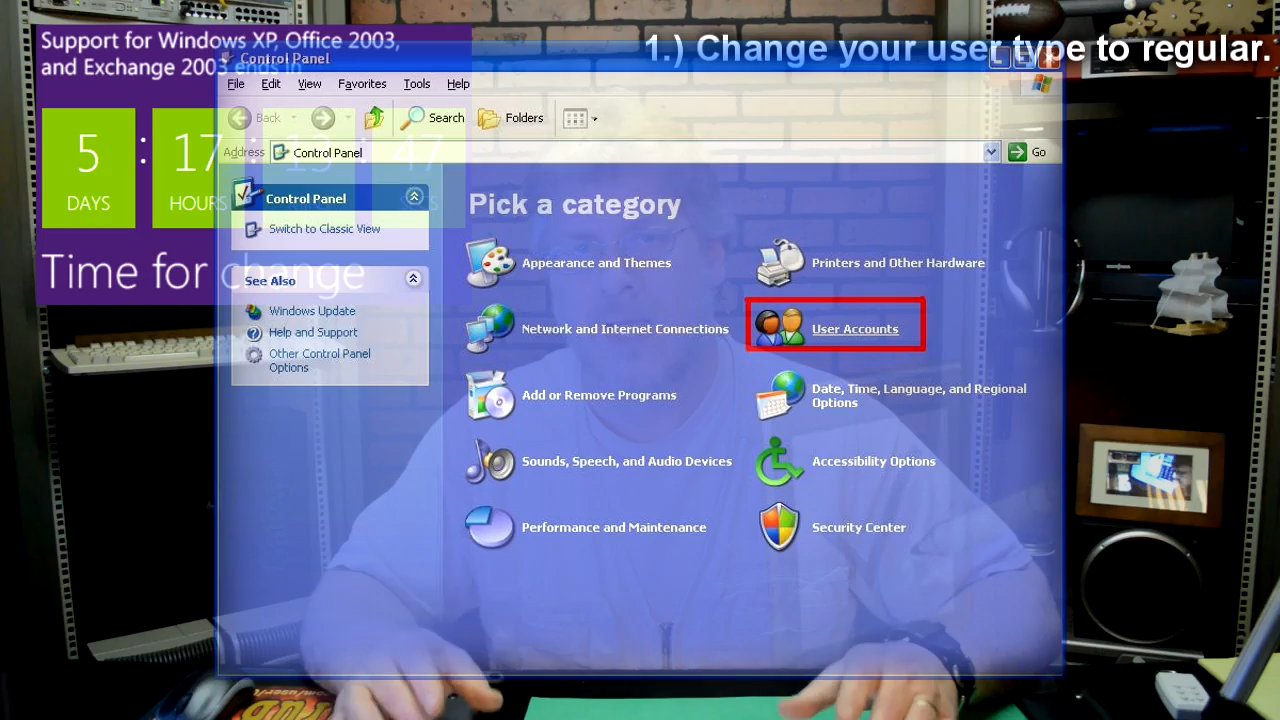 Support for Windows XP, Office 2003,
and Exchange 2003 ends in
1.) Change your user type to regular.
Control Panel
File Edit View Favorites Tools Help
Back Search Folders
Address Control Panel Go
5 : 17 : 13 : 47
DAYS HOURS
Time for change
Control Panel
Switch to Classic View
See Also
Windows Update
Help and Support
Other Control Panel
Options
Pick a category
Appearance and Themes
Printers and Other Hardware
Network and Internet Connections
User Accounts
Add or Remove Programs
Date, Time, Language, and Regional
Options
Sounds, Speech, and Audio Devices
Accessibility Options
Performance and Maintenance
Security Center